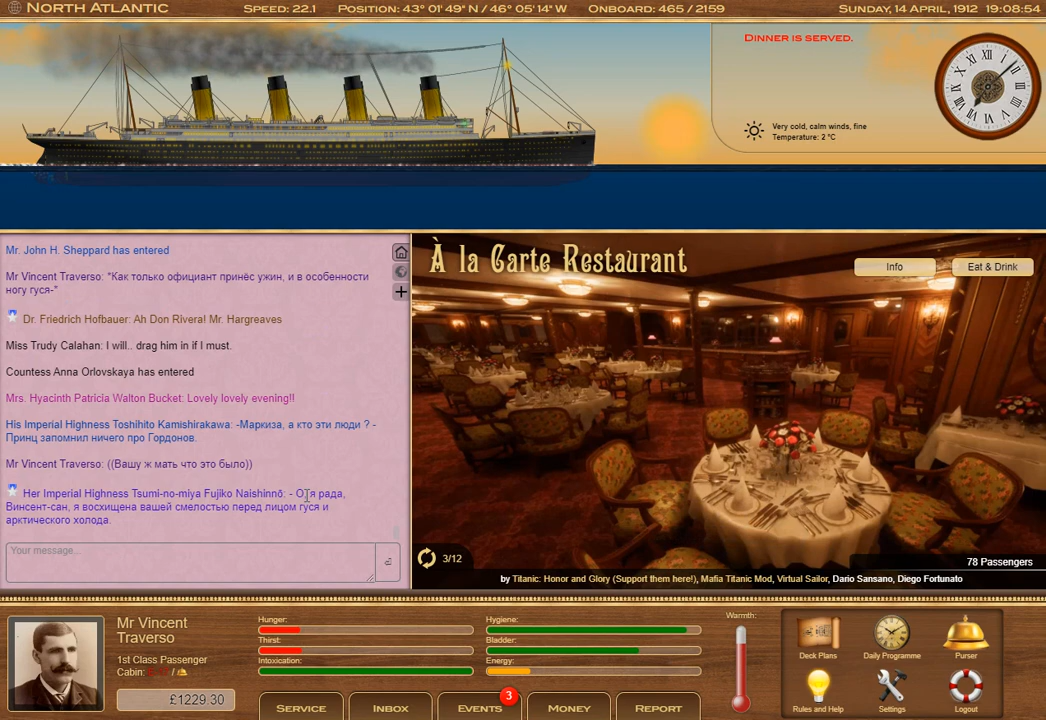 North Atlantic
Speed: 22.1 Position: 43° 01' 49" N / 46° 05' 14" W Onboard: 465 / 2159
Sunday, 14 April, 1912 19:08:54
Dinner is served.
Very cold, calm winds, fine
Temperature: 2 °C
Mr. John H. Sheppard has entered
Mr Vincent Traverso: "Как только официант принёс ужин, и в особенности
ногу гуся-"
Dr. Friedrich Hofbauer: Ah Don Rivera! Mr. Hargreaves
Miss Trudy Calahan: I will.. drag him in if I must.
Countess Anna Orlovskaya has entered
Mrs. Hyacinth Patricia Walton Bucket: Lovely lovely evening!!
His Imperial Highness Toshihito Kamishirakawa: -Маркиза, а кто эти люди ? -
Принц запомнил ничего про Гордонов.
Mr Vincent Traverso: ((Вашу ж мать что это было))
Her Imperial Highness Tsumi-no-miya Fujiko Naishinnō: - О, я рада,
Винсент-сан, я восхищена вашей смелостью перед лицом гуся и
арктического холода.
Your message...
À la Carte Restaurant
Info
Eat & Drink
3/12
78 Passengers
by Titanic: Honor and Glory (Support them here!), Mafia Titanic Mod, Virtual Sailor, Dario Sansano, Diego Fortunato
Mr Vincent
Traverso
1st Class Passenger
Cabin: /
£1229.30
Hunger:
Thirst:
Intoxication:
Hygiene:
Bladder:
Energy:
Warmth:
Service
Inbox
Events
3
Money
Report
Deck Plans
Daily Programme
Purser
Rules and Help
Settings
Logout